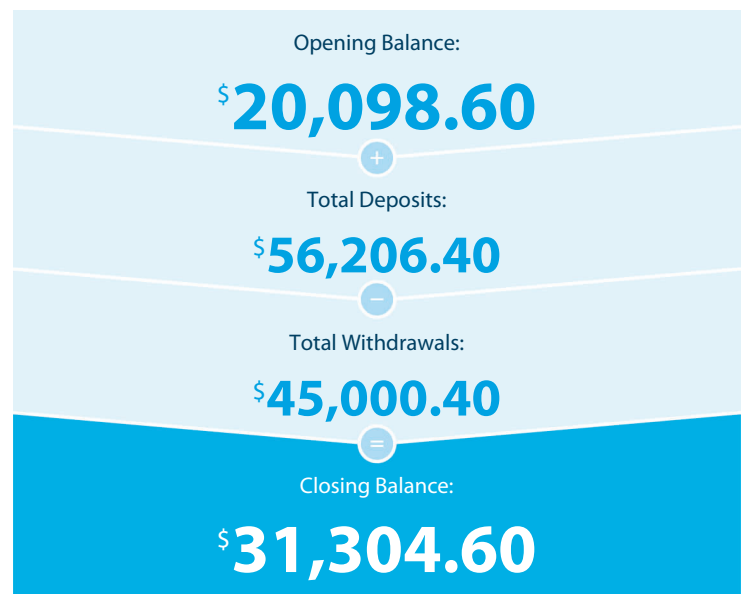 Opening Balance:
$20,098.60
+
Total Deposits:
$56,206.40
−
Total Withdrawals:
$45,000.40
=
Closing Balance:
$31,304.60